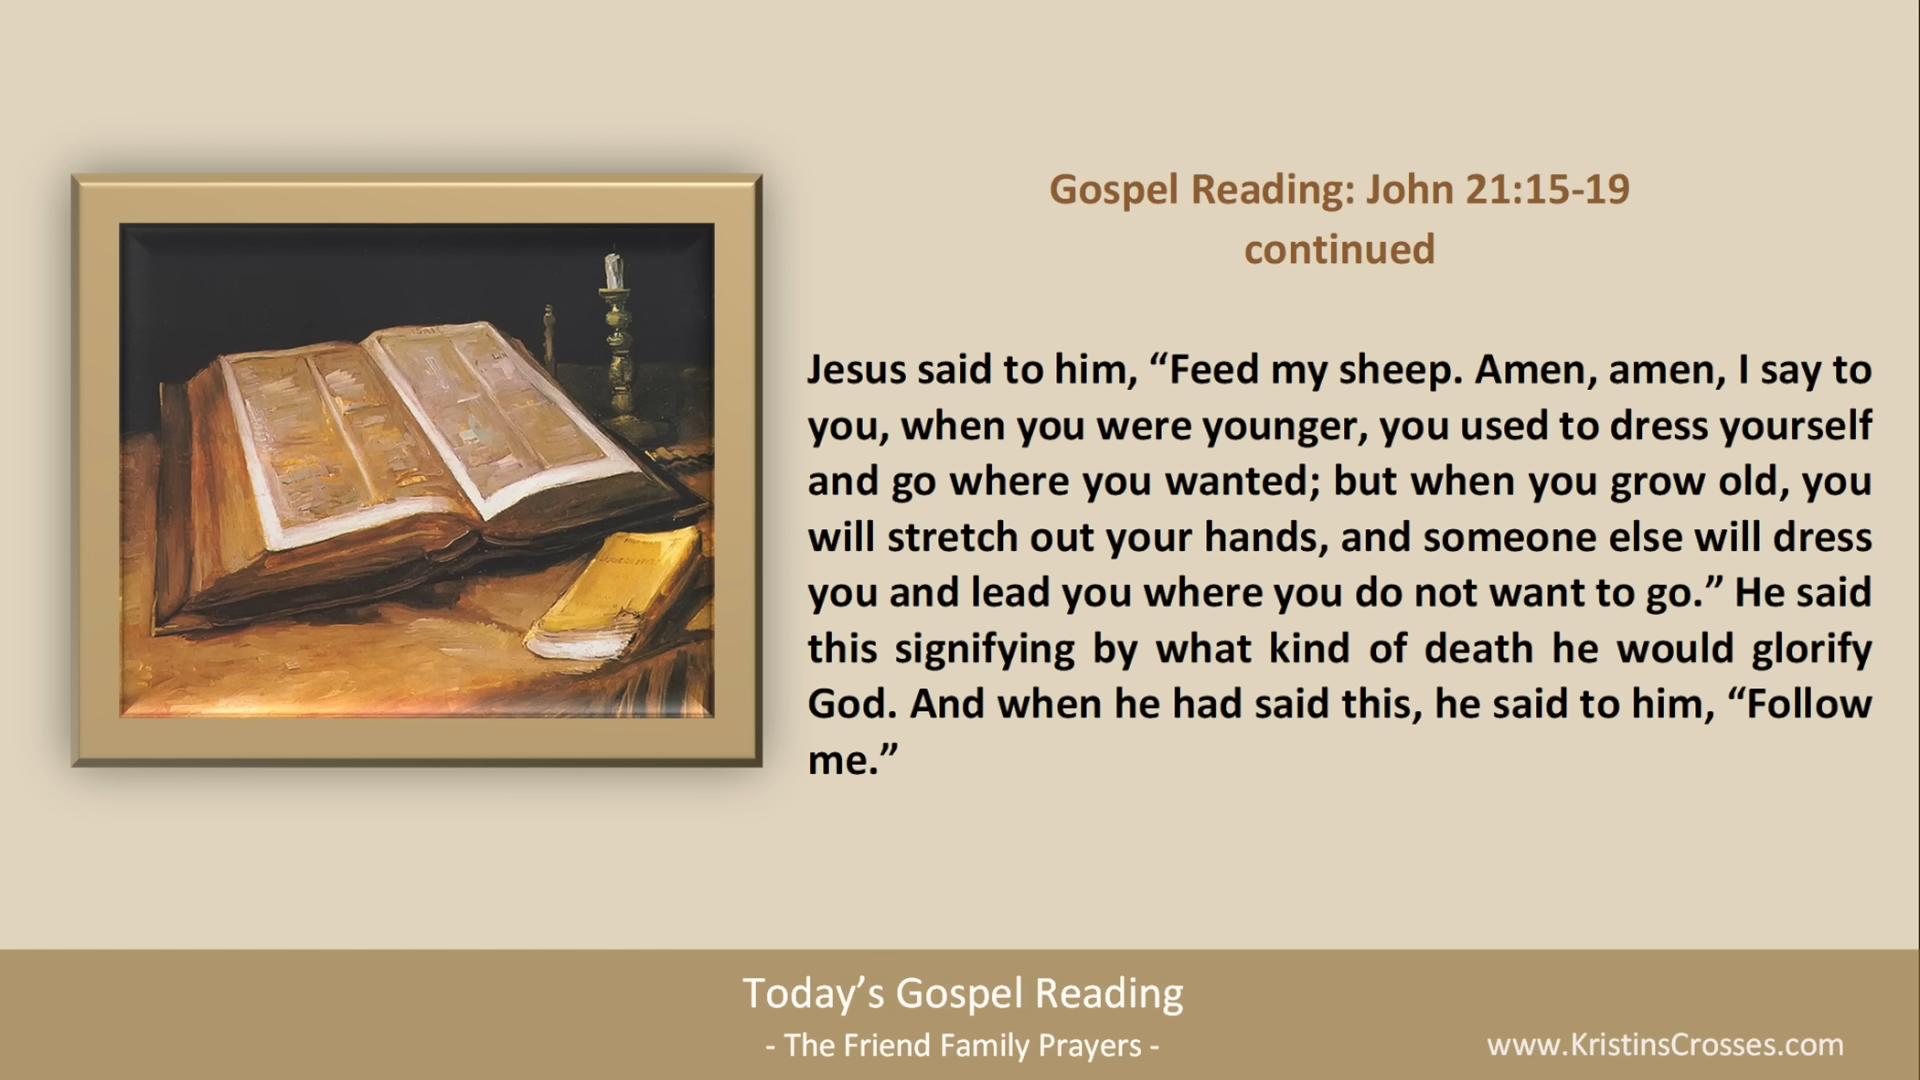 Gospel Reading: John 21:15-19
continued
Jesus said to him, “Feed my sheep. Amen, amen, I say to
you, when you were younger, you used to dress yourself
and go where you wanted; but when you grow old, you
will stretch out your hands, and someone else will dress
you and lead you where you do not want to go.” He said
this signifying by what kind of death he would glorify
God. And when he had said this, he said to him, “Follow
me.”
Today’s Gospel Reading
- The Friend Family Prayers -
www.KristinsCrosses.com